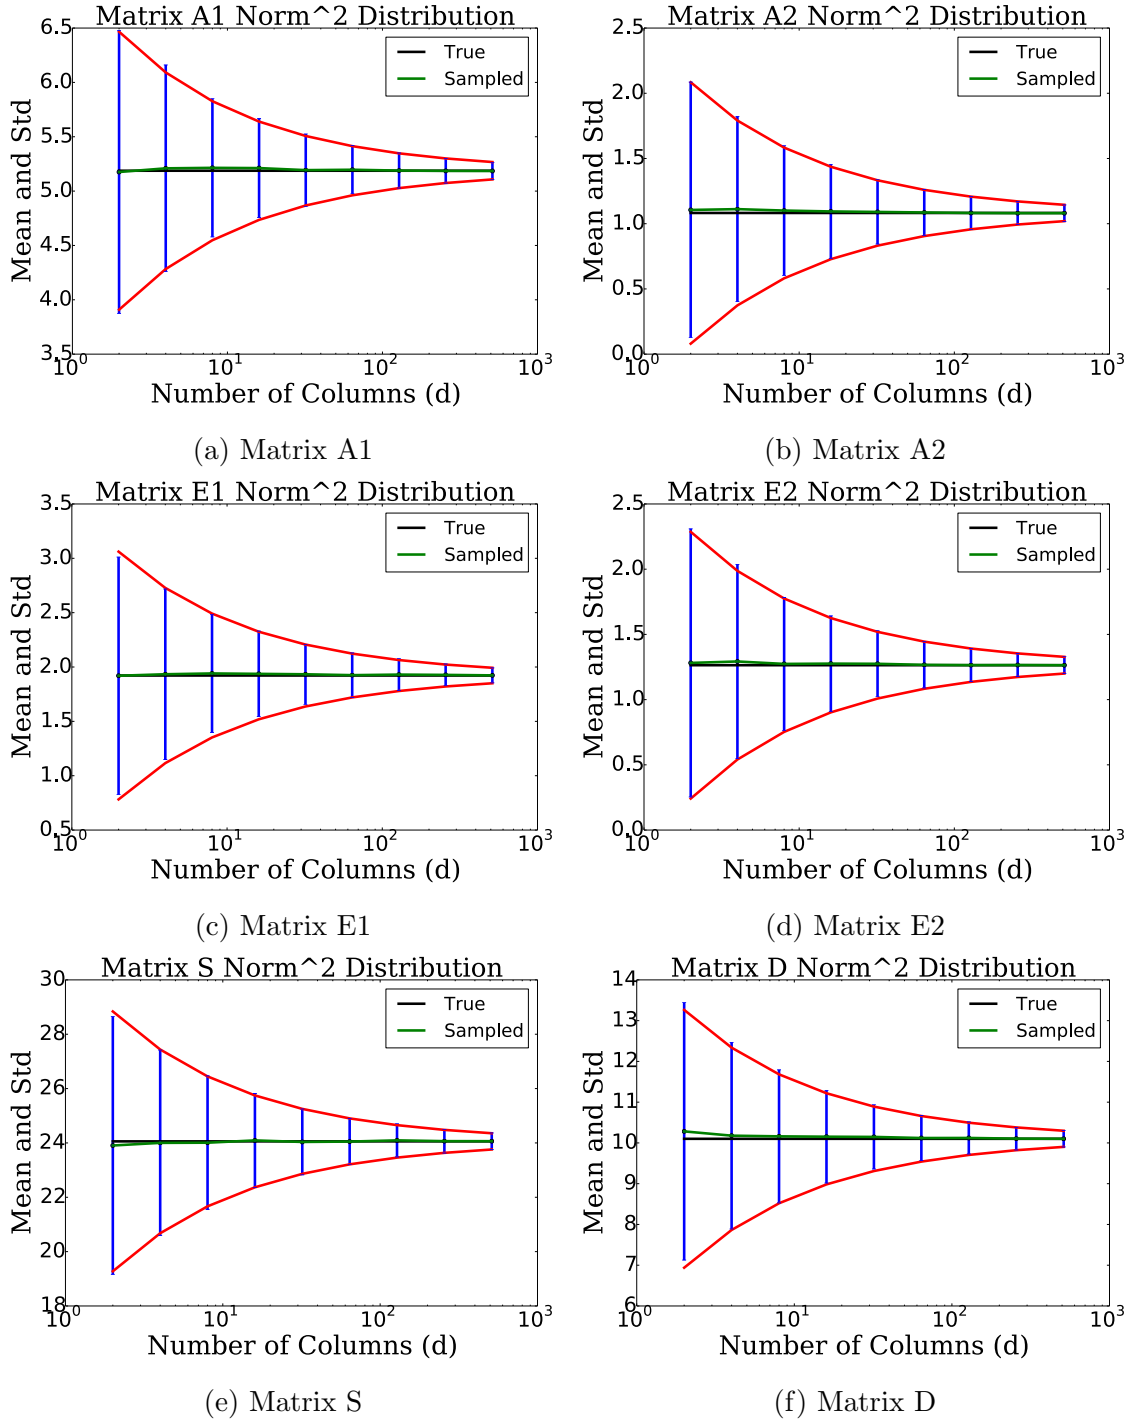 Matrix A1 Norm^2 Distribution
Mean and Std
6.5
6.0
5.5
5.0
4.5
4.0
3.5
True
Sampled
10^0 10^1 10^2 10^3
Number of Columns (d)
(a) Matrix A1
Matrix A2 Norm^2 Distribution
Mean and Std
2.5
2.0
1.5
1.0
0.5
0.0
True
Sampled
10^0 10^1 10^2 10^3
Number of Columns (d)
(b) Matrix A2
Matrix E1 Norm^2 Distribution
Mean and Std
3.5
3.0
2.5
2.0
1.5
1.0
0.5
True
Sampled
10^0 10^1 10^2 10^3
Number of Columns (d)
(c) Matrix E1
Matrix E2 Norm^2 Distribution
Mean and Std
2.5
2.0
1.5
1.0
0.5
0.0
True
Sampled
10^0 10^1 10^2 10^3
Number of Columns (d)
(d) Matrix E2
Matrix S Norm^2 Distribution
Mean and Std
30
28
26
24
22
20
18
True
Sampled
10^0 10^1 10^2 10^3
Number of Columns (d)
(e) Matrix S
Matrix D Norm^2 Distribution
Mean and Std
14
13
12
11
10
9
8
7
6
True
Sampled
10^0 10^1 10^2 10^3
Number of Columns (d)
(f) Matrix D